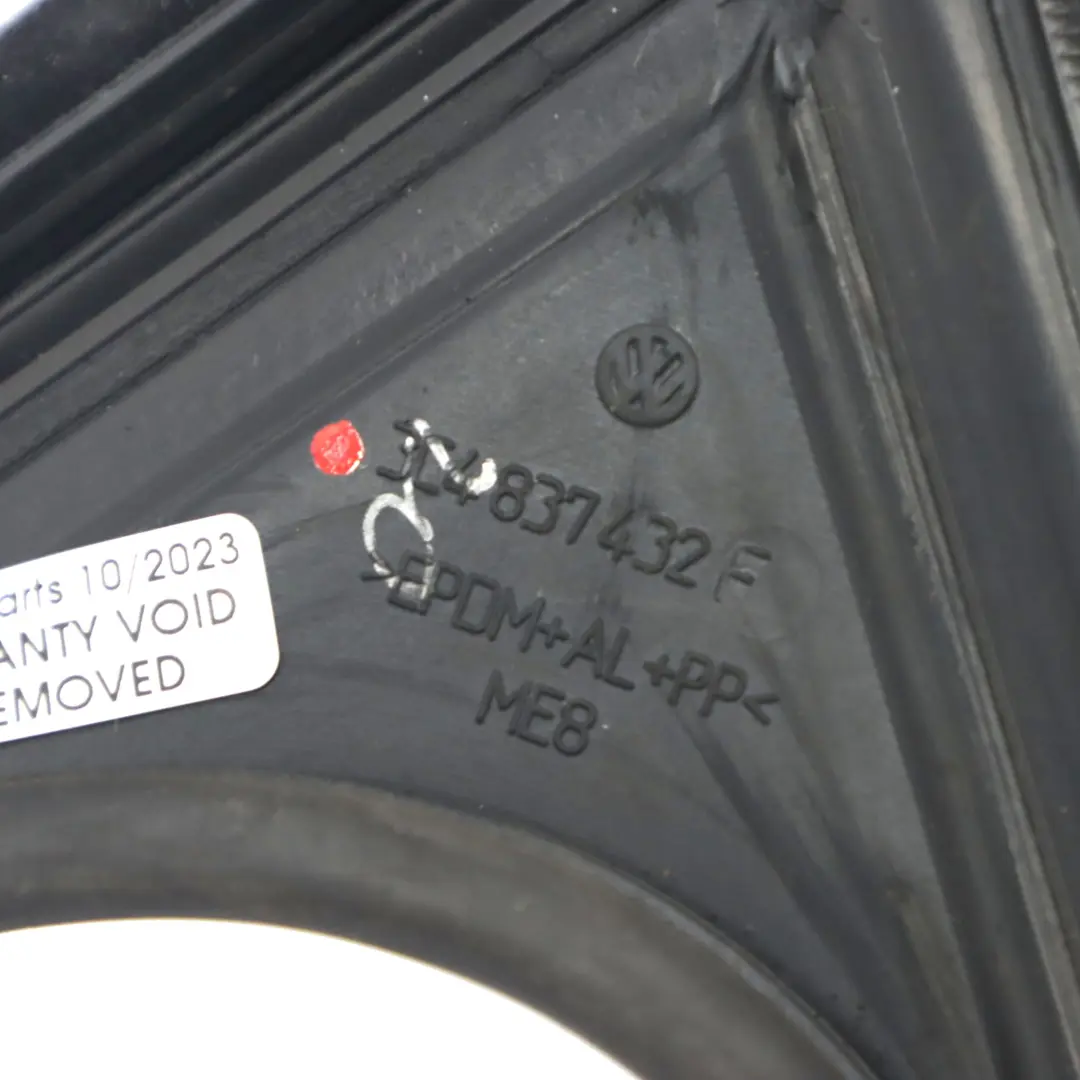 3C4 837 432 F
>EPDM+AL+PP<
ME8
arts 10/2023
ANTY VOID
EMOVED